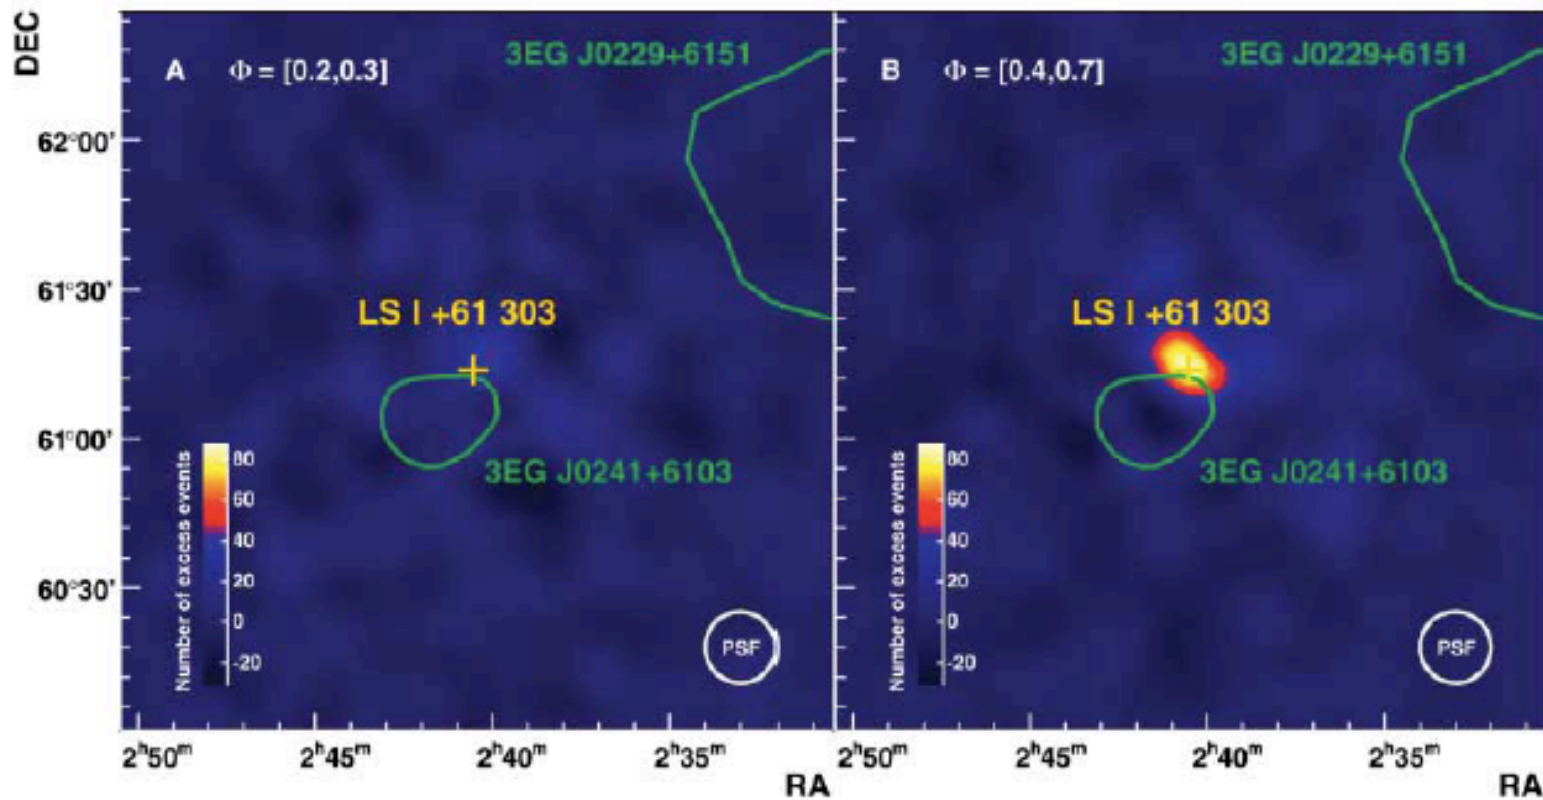 DEC
A Φ = [0.2,0.3]
3EG J0229+6151
62°00'
61°30'
61°00'
60°30'
LS I +61 303
3EG J0241+6103
Number of excess events
80
60
40
20
0
-20
PSF
2h50m
2h45m
2h40m
2h35m
RA
B Φ = [0.4,0.7]
3EG J0229+6151
LS I +61 303
3EG J0241+6103
Number of excess events
80
60
40
20
0
-20
PSF
2h50m
2h45m
2h40m
2h35m
RA